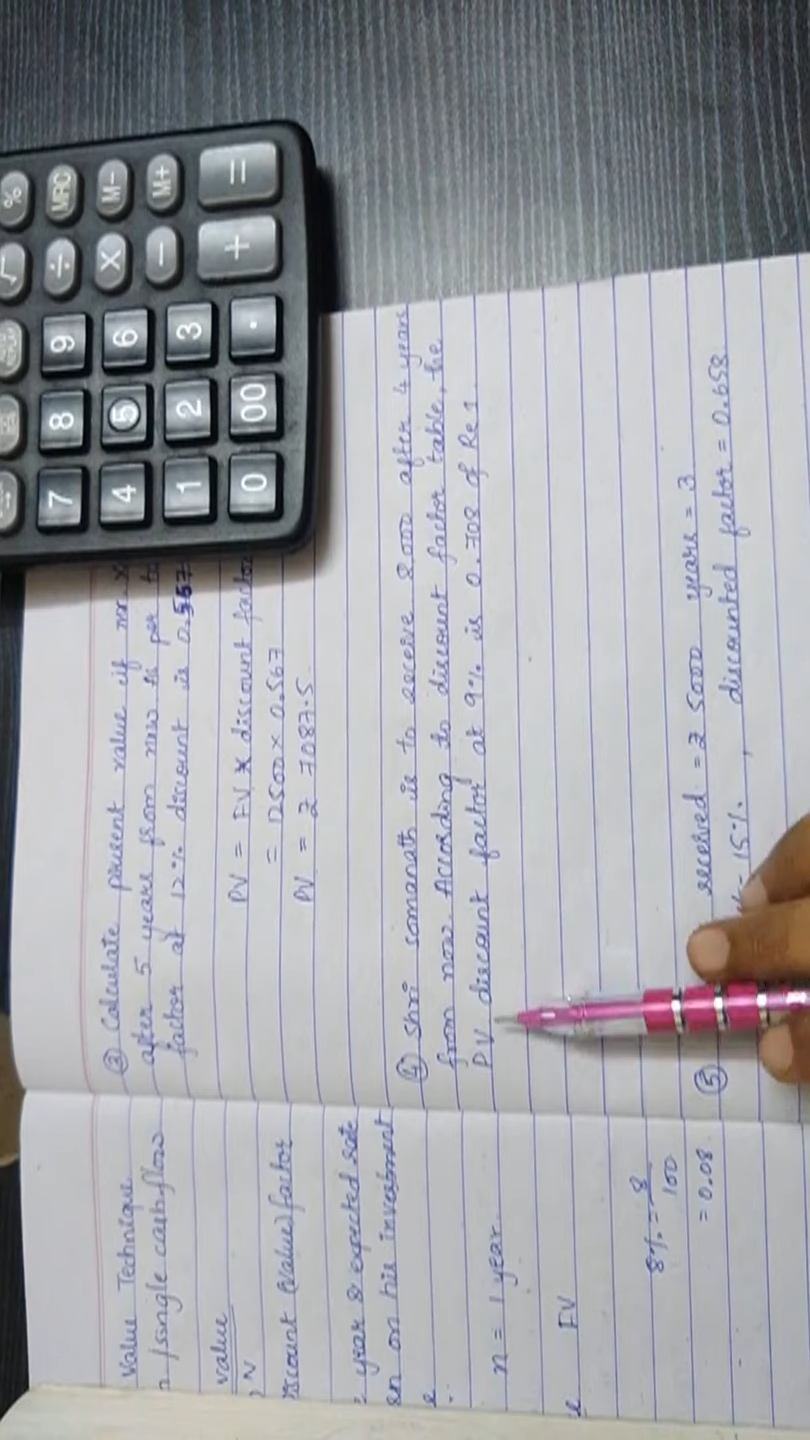 Value Technique
/ single cash flow
value
N
iscount (Value) factor
year & expected rate
en on his investment
n = 1 year.
FV
8% = 8/100
= 0.08.
③ Calculate present value if mr. x
after 5 years from now
factor at 12% discount is 0.567
PV = FV x discount factor
= 12500 x 0.567
PV = ₹ 7087.5.
④ Shri Somanath is to receive 8000 after 4 years
from now. According to discount factor table, the
PV discount factor at 9% is 0.708 of Re 1.
⑤ received = ₹ 5000 years = 3
15%, discounted factor = 0.658.
√ % 
÷ MRC
7 8 9 X M-
4 5 6 - M+
1 2 3 + =
0 00 .